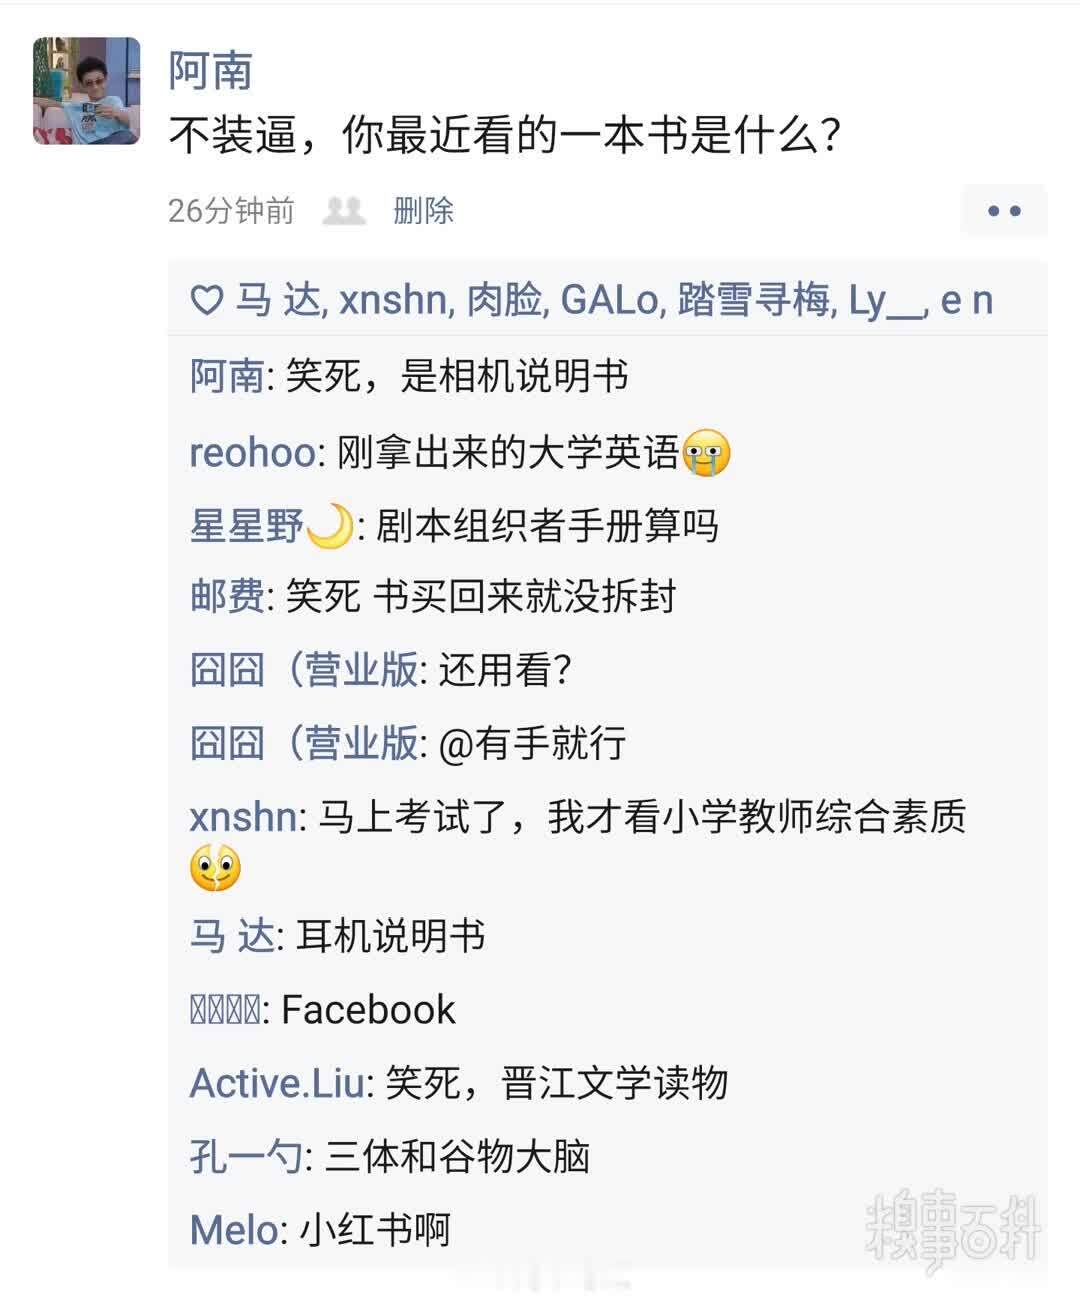 阿南
不装逼，你最近看的一本书是什么？
26分钟前 删除
马 达, xnshn, 肉脸, GALo, 踏雪寻梅, Ly__, e n
阿南: 笑死，是相机说明书
reohoo: 刚拿出来的大学英语😭
星星野🌙: 剧本组织者手册算吗
邮费: 笑死 书买回来就没拆封
囧囧（营业版: 还用看？
囧囧（营业版: @有手就行
xnshn: 马上考试了，我才看小学教师综合素质
马 达: 耳机说明书
: Facebook
Active.Liu: 笑死，晋江文学读物
孔一勺: 三体和谷物大脑
Melo: 小红书啊
糗事百科